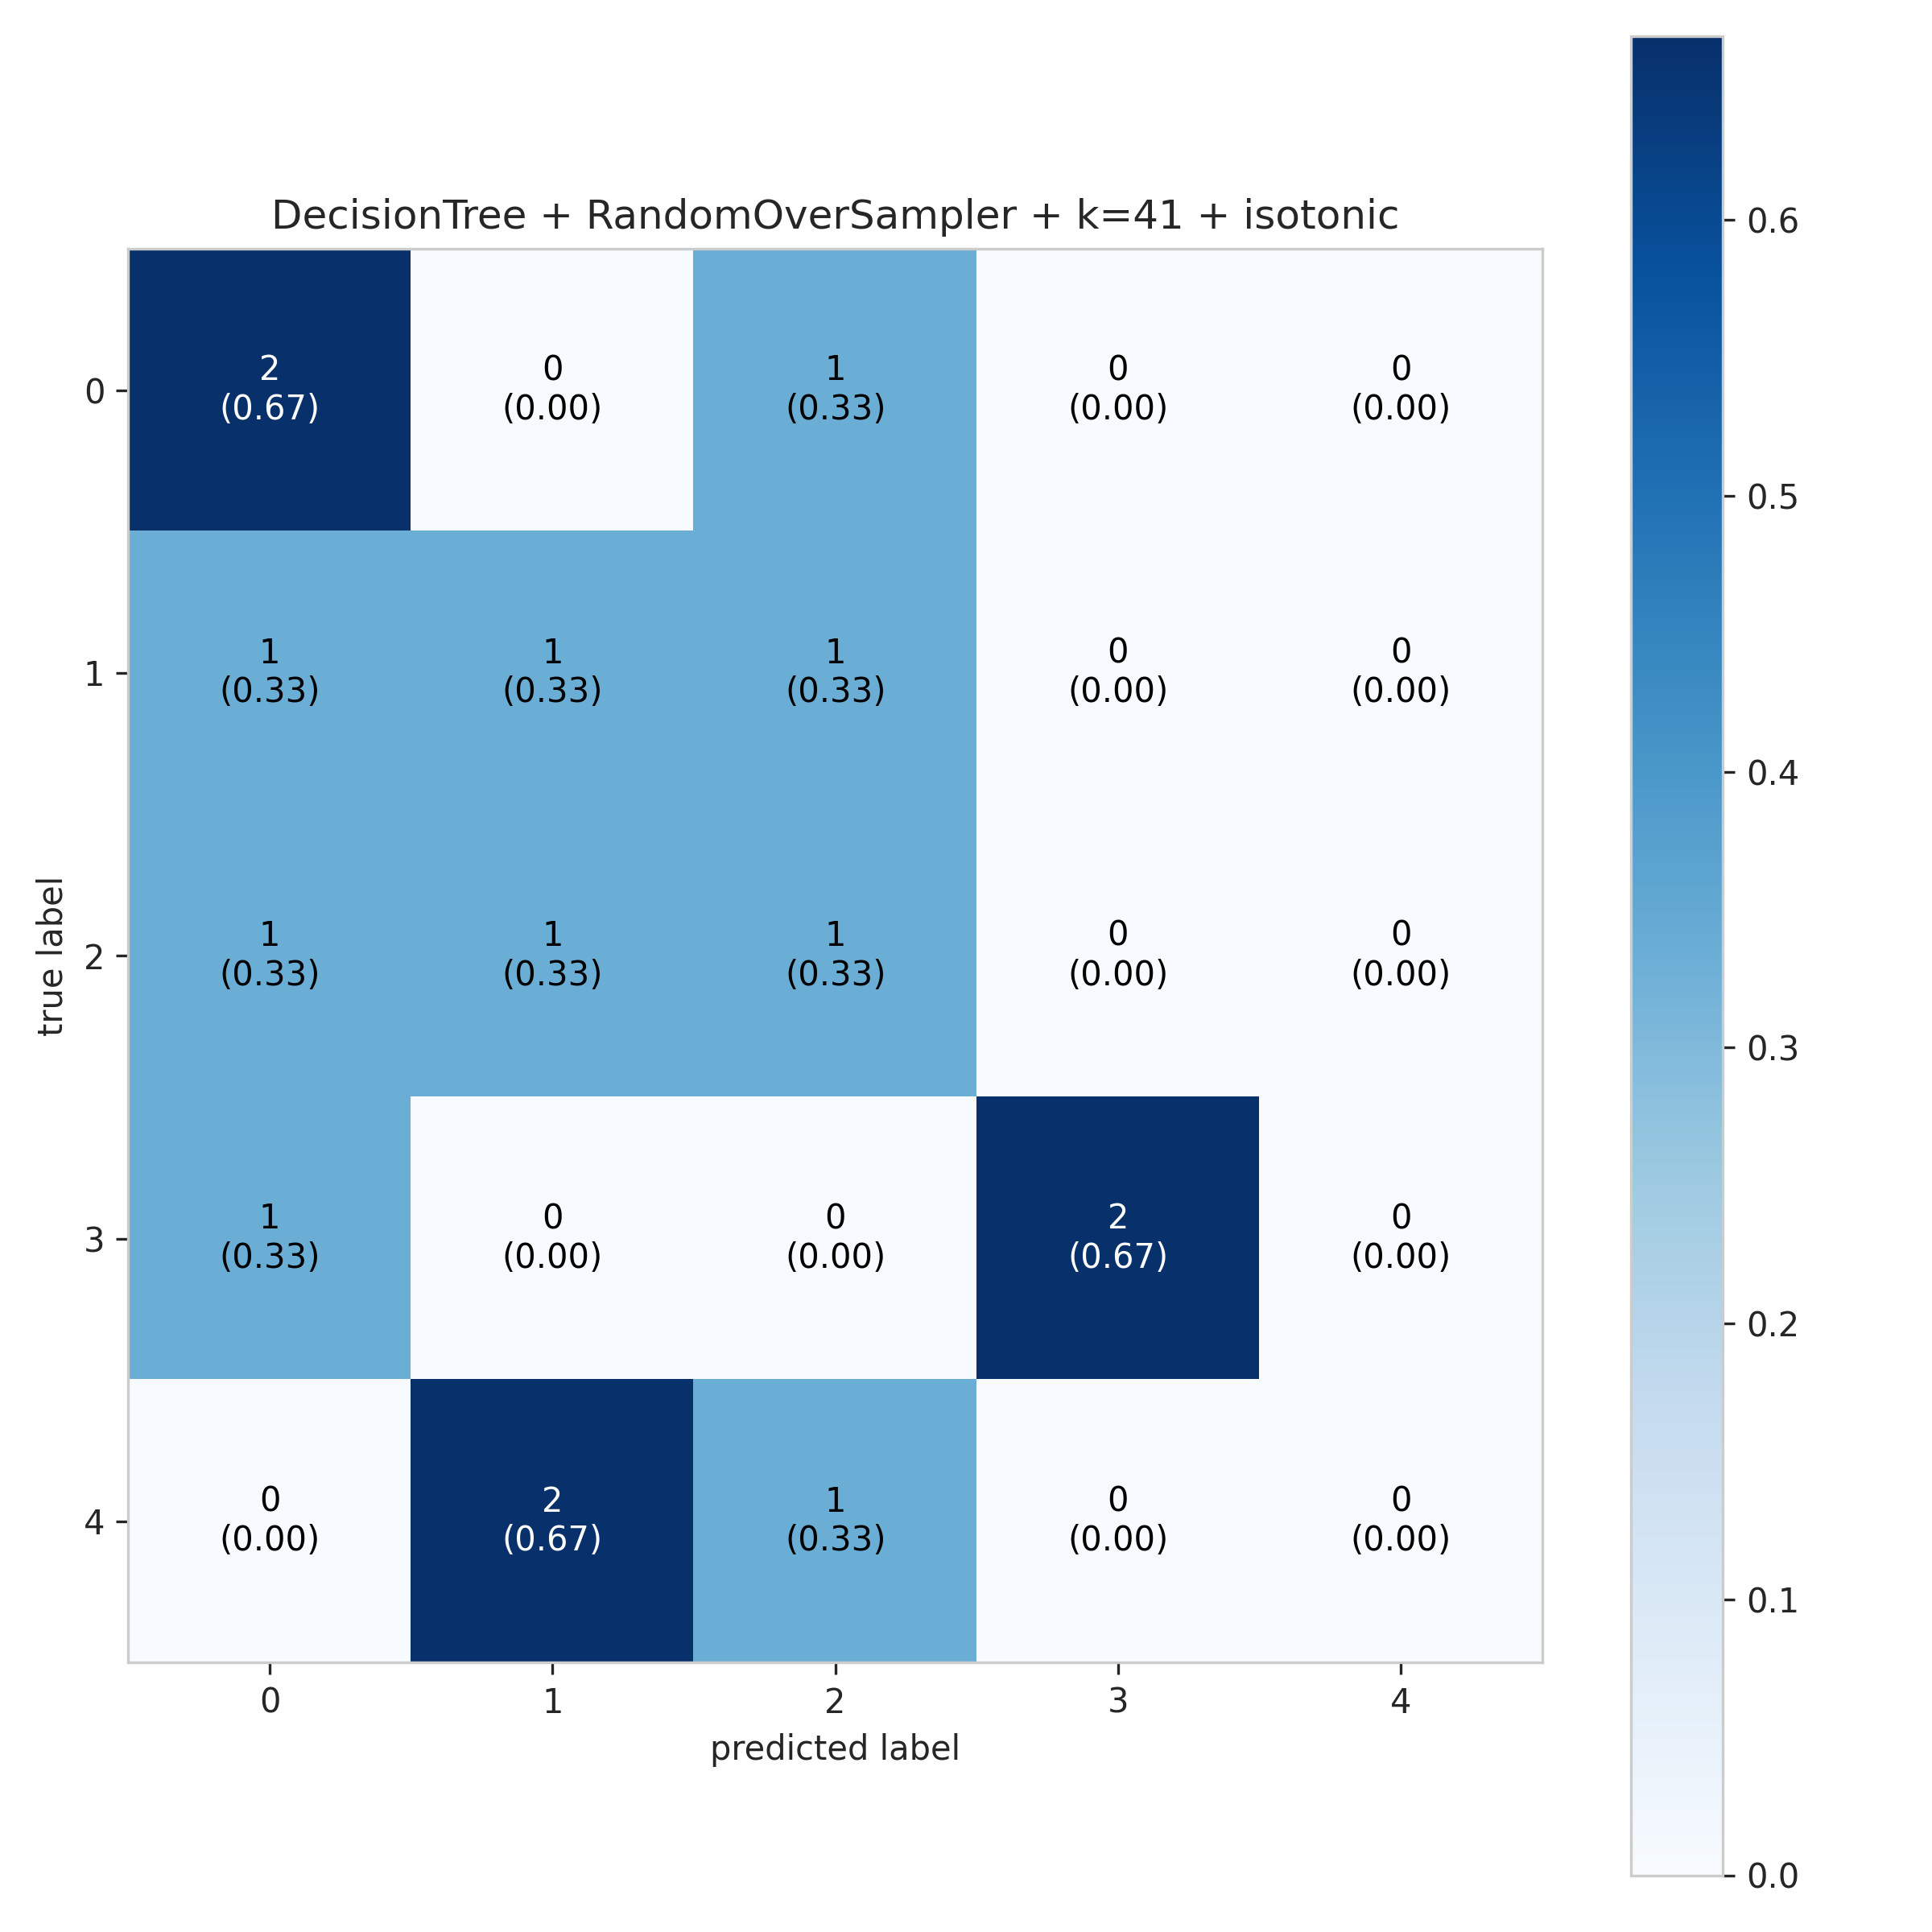 DecisionTree + RandomOverSampler + k=41 + isotonic
0
2 0 1 0 0
(0.67) (0.00) (0.33) (0.00) (0.00)
1
1 1 1 0 0
(0.33) (0.33) (0.33) (0.00) (0.00)
2
1 1 1 0 0
(0.33) (0.33) (0.33) (0.00) (0.00)
3
1 0 0 2 0
(0.33) (0.00) (0.00) (0.67) (0.00)
4
0 2 1 0 0
(0.00) (0.67) (0.33) (0.00) (0.00)
true label
0 1 2 3 4
predicted label
0.6
0.5
0.4
0.3
0.2
0.1
0.0